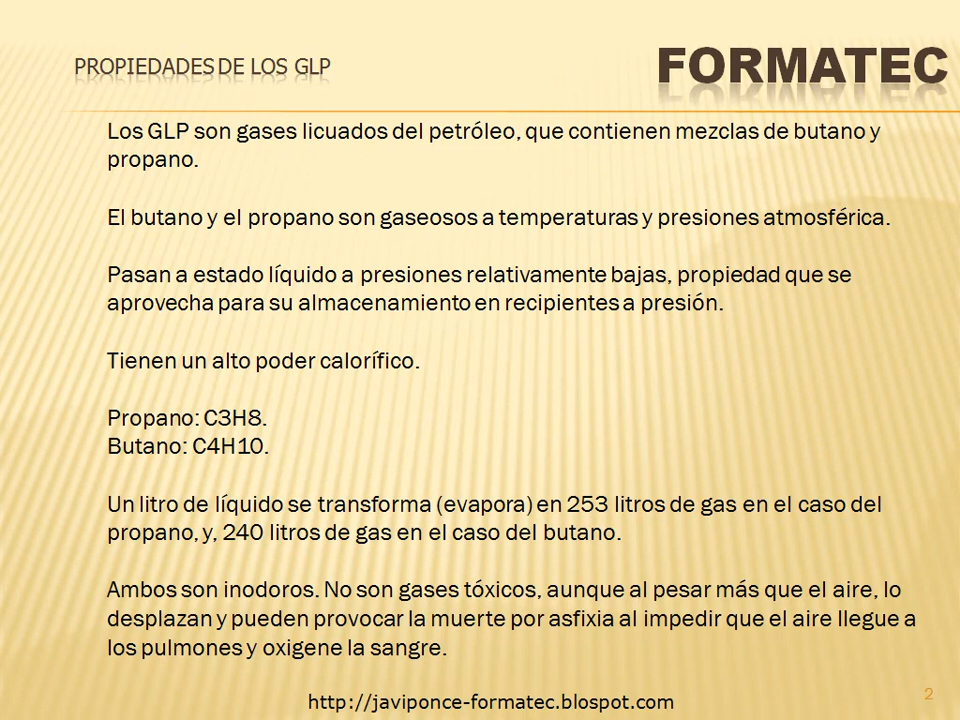 PROPIEDADES DE LOS GLP
FORMATEC
Los GLP son gases licuados del petróleo, que contienen mezclas de butano y
propano.
El butano y el propano son gaseosos a temperaturas y presiones atmosférica.
Pasan a estado líquido a presiones relativamente bajas, propiedad que se
aprovecha para su almacenamiento en recipientes a presión.
Tienen un alto poder calorífico.
Propano: C3H8.
Butano: C4H10.
Un litro de líquido se transforma (evapora) en 253 litros de gas en el caso del
propano, y, 240 litros de gas en el caso del butano.
Ambos son inodoros. No son gases tóxicos, aunque al pesar más que el aire, lo
desplazan y pueden provocar la muerte por asfixia al impedir que el aire llegue a
los pulmones y oxigene la sangre.
http://javiponce-formatec.blospot.com
2